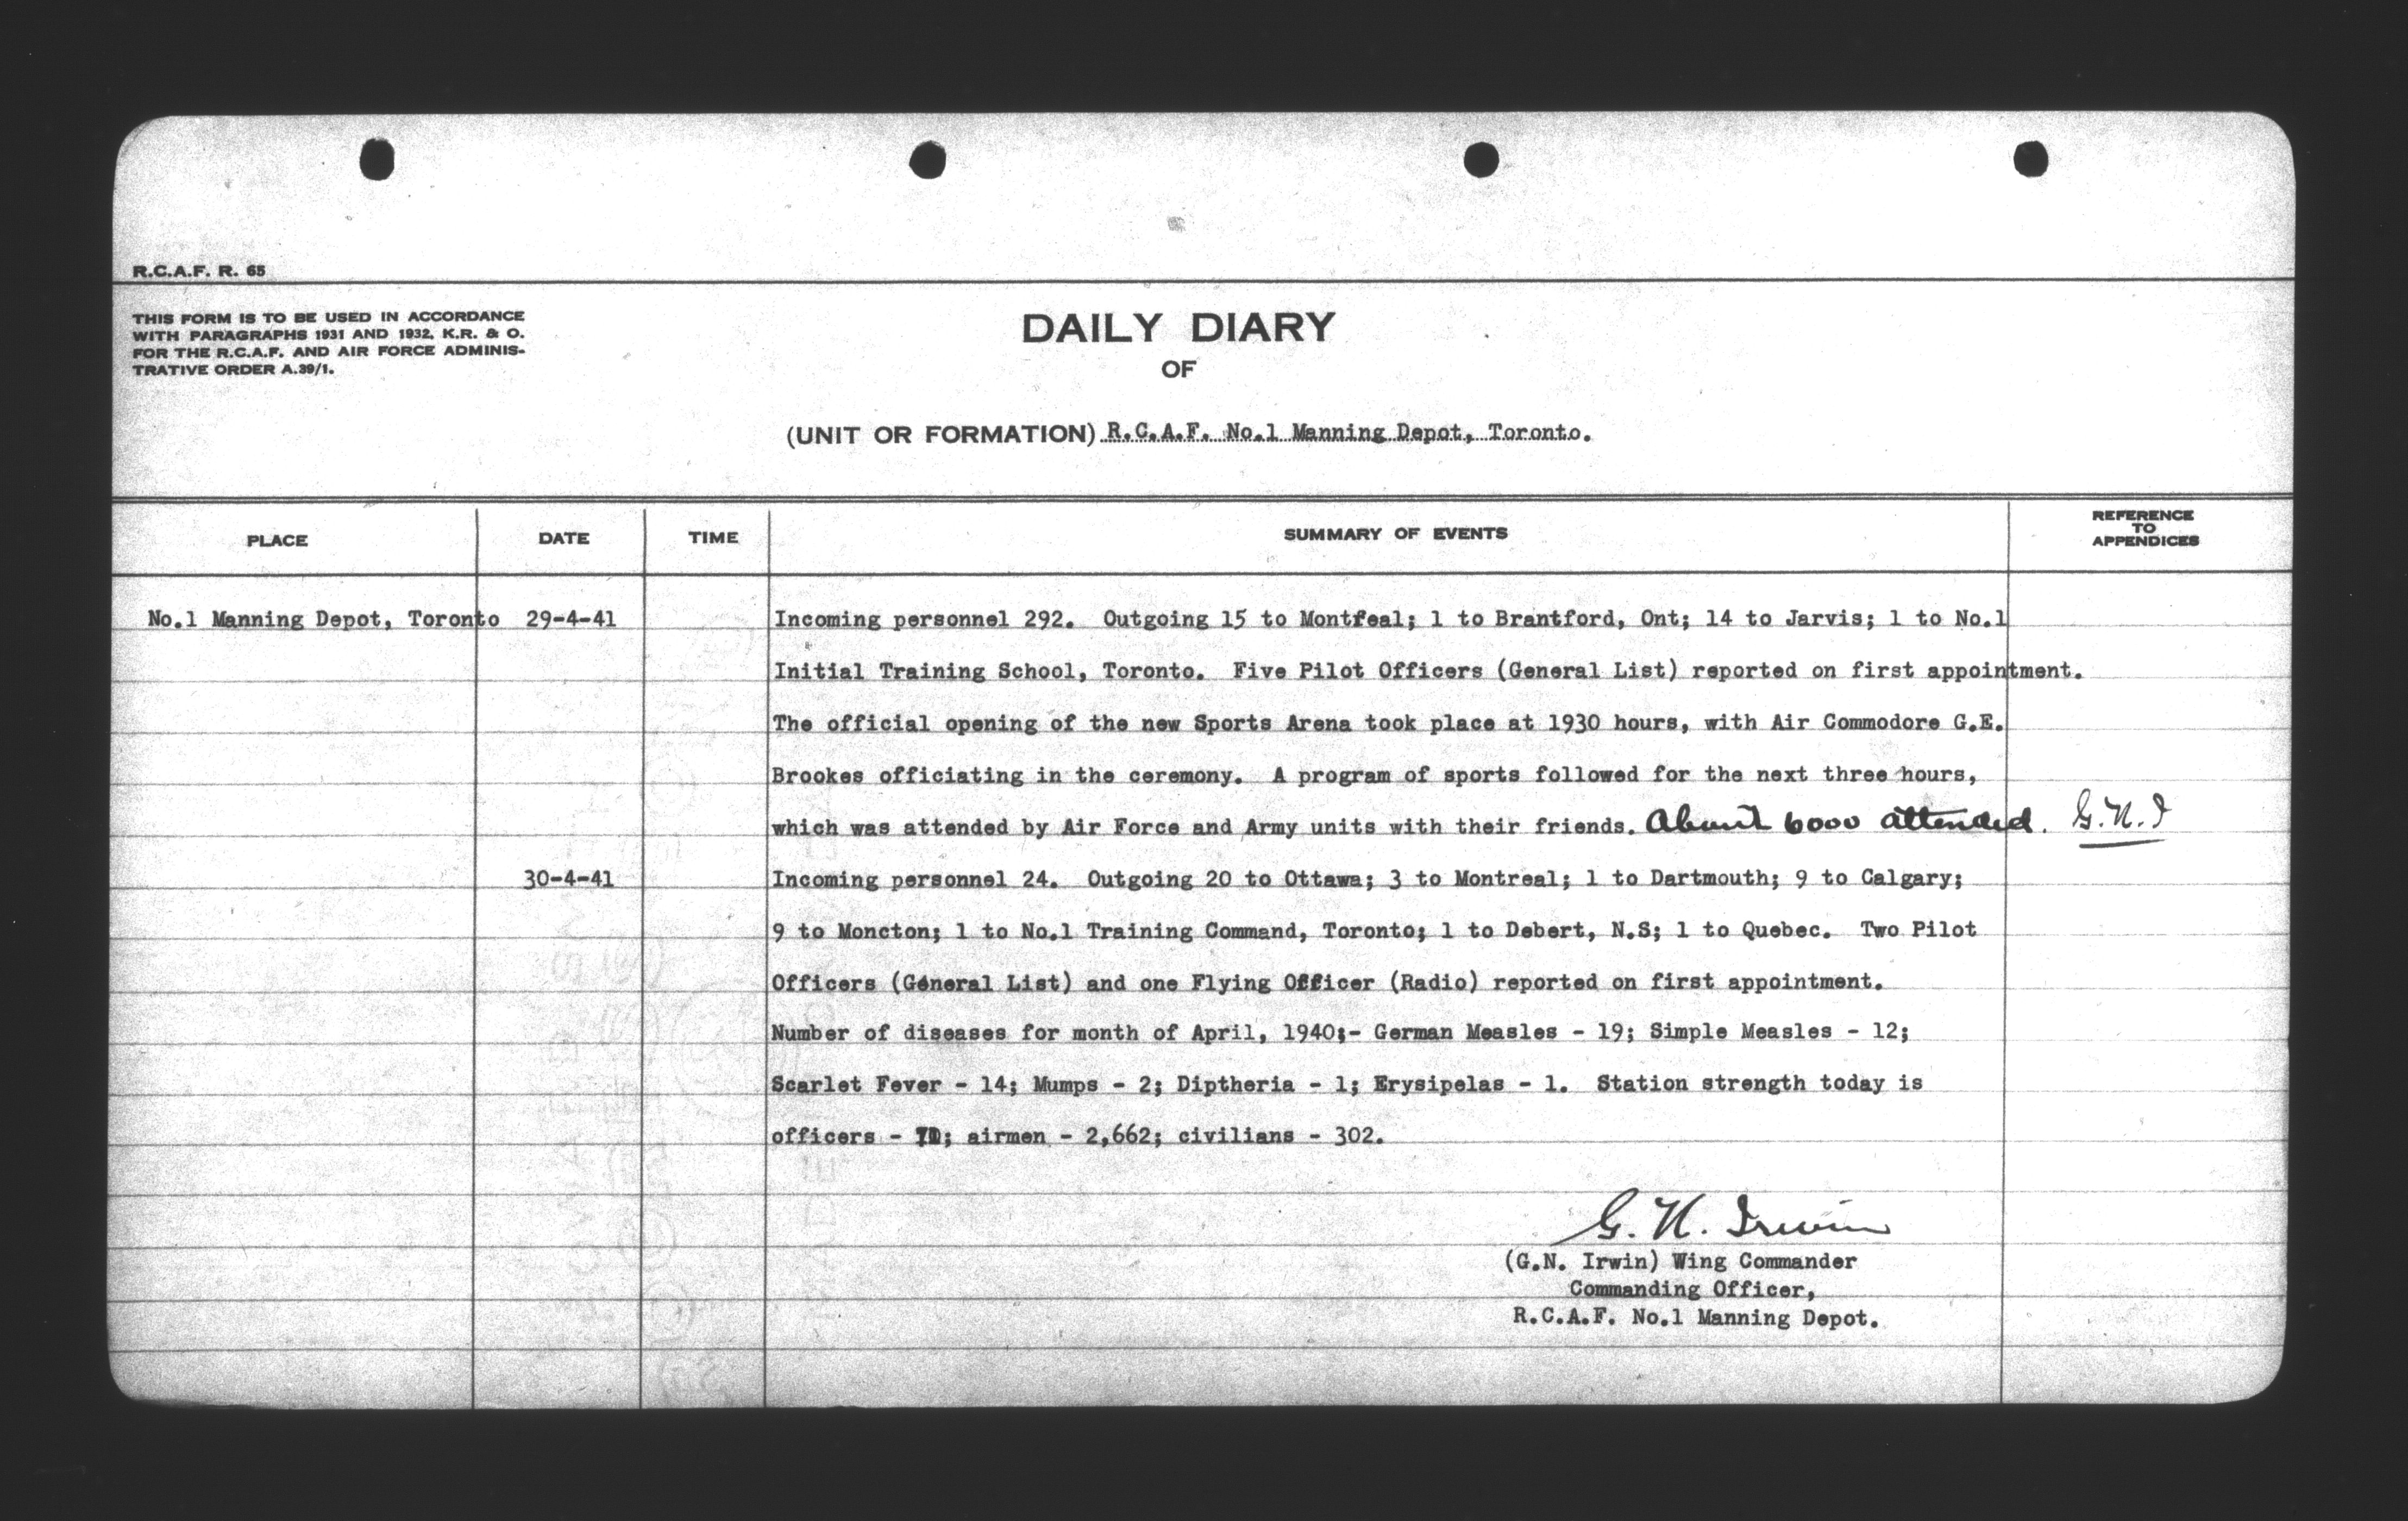 R.C.A.F. R. 65
THIS FORM IS TO BE USED IN ACCORDANCE
WITH PARAGRAPHS 1931 AND 1932, K.R. & O.
FOR THE R.C.A.F. AND AIR FORCE ADMINIS-
TRATIVE ORDER A.39/1.
DAILY DIARY
OF
(UNIT OR FORMATION) R.C.A.F. No.1 Manning Depot, Toronto.
PLACE DATE TIME SUMMARY OF EVENTS REFERENCE TO APPENDICES
No.1 Manning Depot, Toronto 29-4-41 Incoming personnel 292. Outgoing 15 to Montreal; 1 to Brantford, Ont; 14 to Jarvis; 1 to No.1
Initial Training School, Toronto. Five Pilot Officers (General List) reported on first appointment.
The official opening of the new Sports Arena took place at 1930 hours, with Air Commodore G.E.
Brookes officiating in the ceremony. A program of sports followed for the next three hours,
which was attended by Air Force and Army units with their friends. About 6000 attended. G.N.I
30-4-41 Incoming personnel 24. Outgoing 20 to Ottawa; 3 to Montreal; 1 to Dartmouth; 9 to Calgary;
9 to Moncton; 1 to No.1 Training Command, Toronto; 1 to Debert, N.S; 1 to Quebec. Two Pilot
Officers (General List) and one Flying Officer (Radio) reported on first appointment.
Number of diseases for month of April, 1940:- German Measles - 19; Simple Measles - 12;
Scarlet Fever - 14; Mumps - 2; Diptheria - 1; Erysipelas - 1. Station strength today is
officers - ; airmen - 2,662; civilians - 302.
G. N. Irwin
(G.N. Irwin) Wing Commander
Commanding Officer,
R.C.A.F. No.1 Manning Depot.